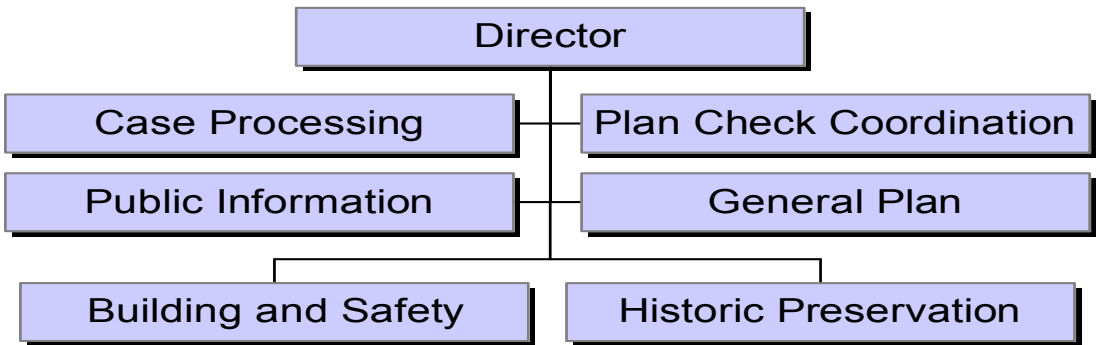 Director
Case Processing
Plan Check Coordination
Public Information
General Plan
Building and Safety
Historic Preservation